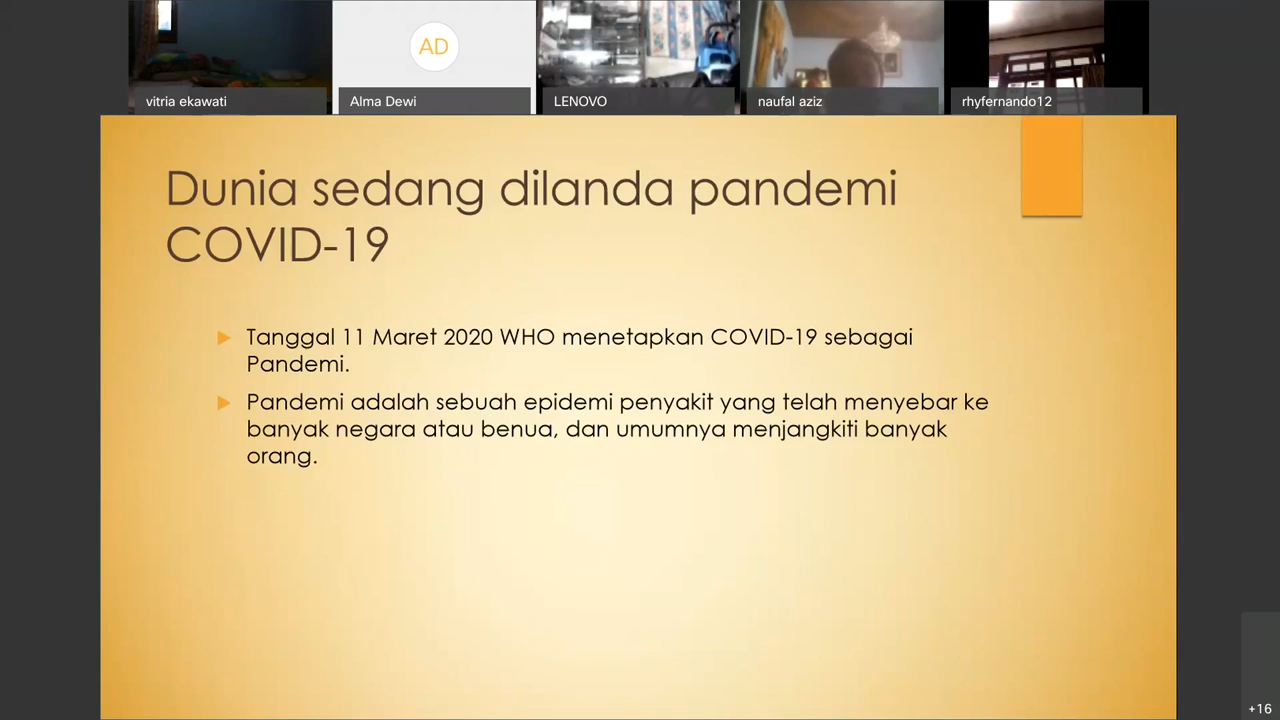 AD
vitria ekawati
Alma Dewi
LENOVO
naufal aziz
rhyfernando12
Dunia sedang dilanda pandemi
COVID-19
Tanggal 11 Maret 2020 WHO menetapkan COVID-19 sebagai
Pandemi.
Pandemi adalah sebuah epidemi penyakit yang telah menyebar ke
banyak negara atau benua, dan umumnya menjangkiti banyak
orang.
+16